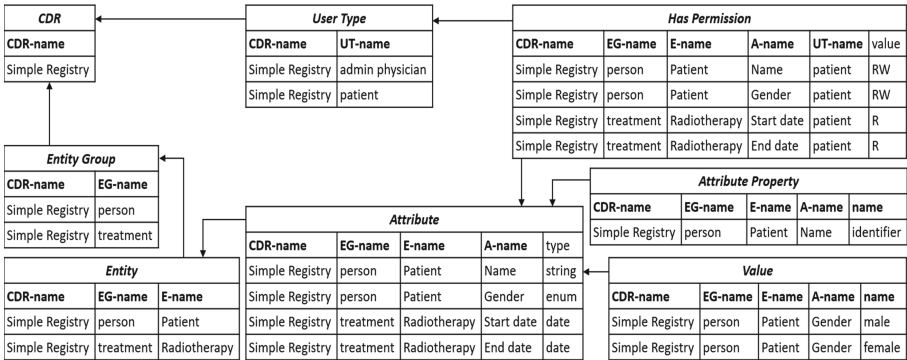 CDR
CDR-name
Simple Registry
User Type
CDR-name UT-name
Simple Registry admin physician
Simple Registry patient
Has Permission
CDR-name EG-name E-name A-name UT-name value
Simple Registry person Patient Name patient RW
Simple Registry person Patient Gender patient RW
Simple Registry treatment Radiotherapy Start date patient R
Simple Registry treatment Radiotherapy End date patient R
Entity Group
CDR-name EG-name
Simple Registry person
Simple Registry treatment
Attribute Property
CDR-name EG-name E-name A-name name
Simple Registry person Patient Name identifier
Attribute
CDR-name EG-name E-name A-name type
Simple Registry person Patient Name string
Simple Registry person Patient Gender enum
Simple Registry treatment Radiotherapy Start date date
Simple Registry treatment Radiotherapy End date date
Entity
CDR-name EG-name E-name
Simple Registry person Patient
Simple Registry treatment Radiotherapy
Value
CDR-name EG-name E-name A-name name
Simple Registry person Patient Gender male
Simple Registry person Patient Gender female